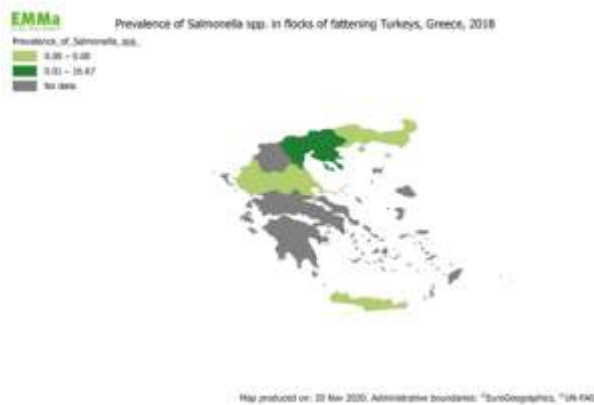 EMMa
Prevalence of Salmonella spp. in flocks of fattening Turkeys, Greece, 2018
Prevalence_of_Salmonella_spp_
0.00 – 0.00
0.01 – 16.67
No data
Map produced on: 20 Nov 2020. Administrative boundaries: ©EuroGeographics, ©UN-FAO